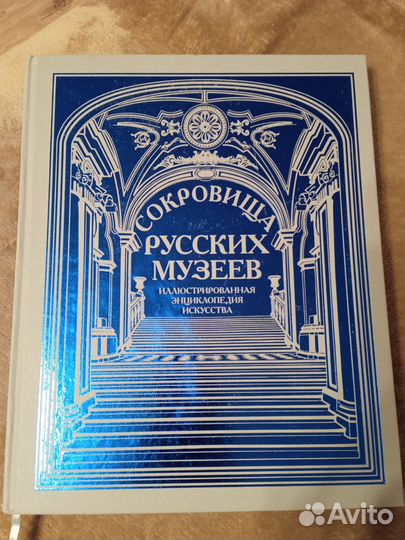 СОКРОВИЩА
РУССКИХ
МУЗЕЕВ
ИЛЛЮСТРИРОВАННАЯ
ЭНЦИКЛОПЕДИЯ
ИСКУССТВА
Avito